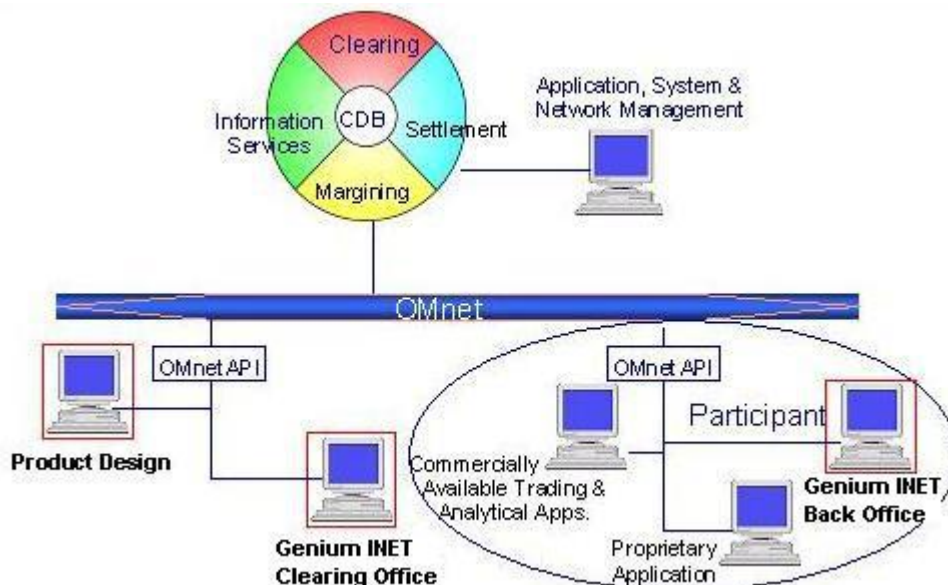 Clearing
Information
Services
CDB
Settlement
Margining
Application, System &
Network Management
OMnet
OMnet API
Product Design
Genium INET
Clearing Office
OMnet API
Participant
Commercially
Available Trading &
Analytical Apps.
Proprietary
Application
Genium INET
Back Office